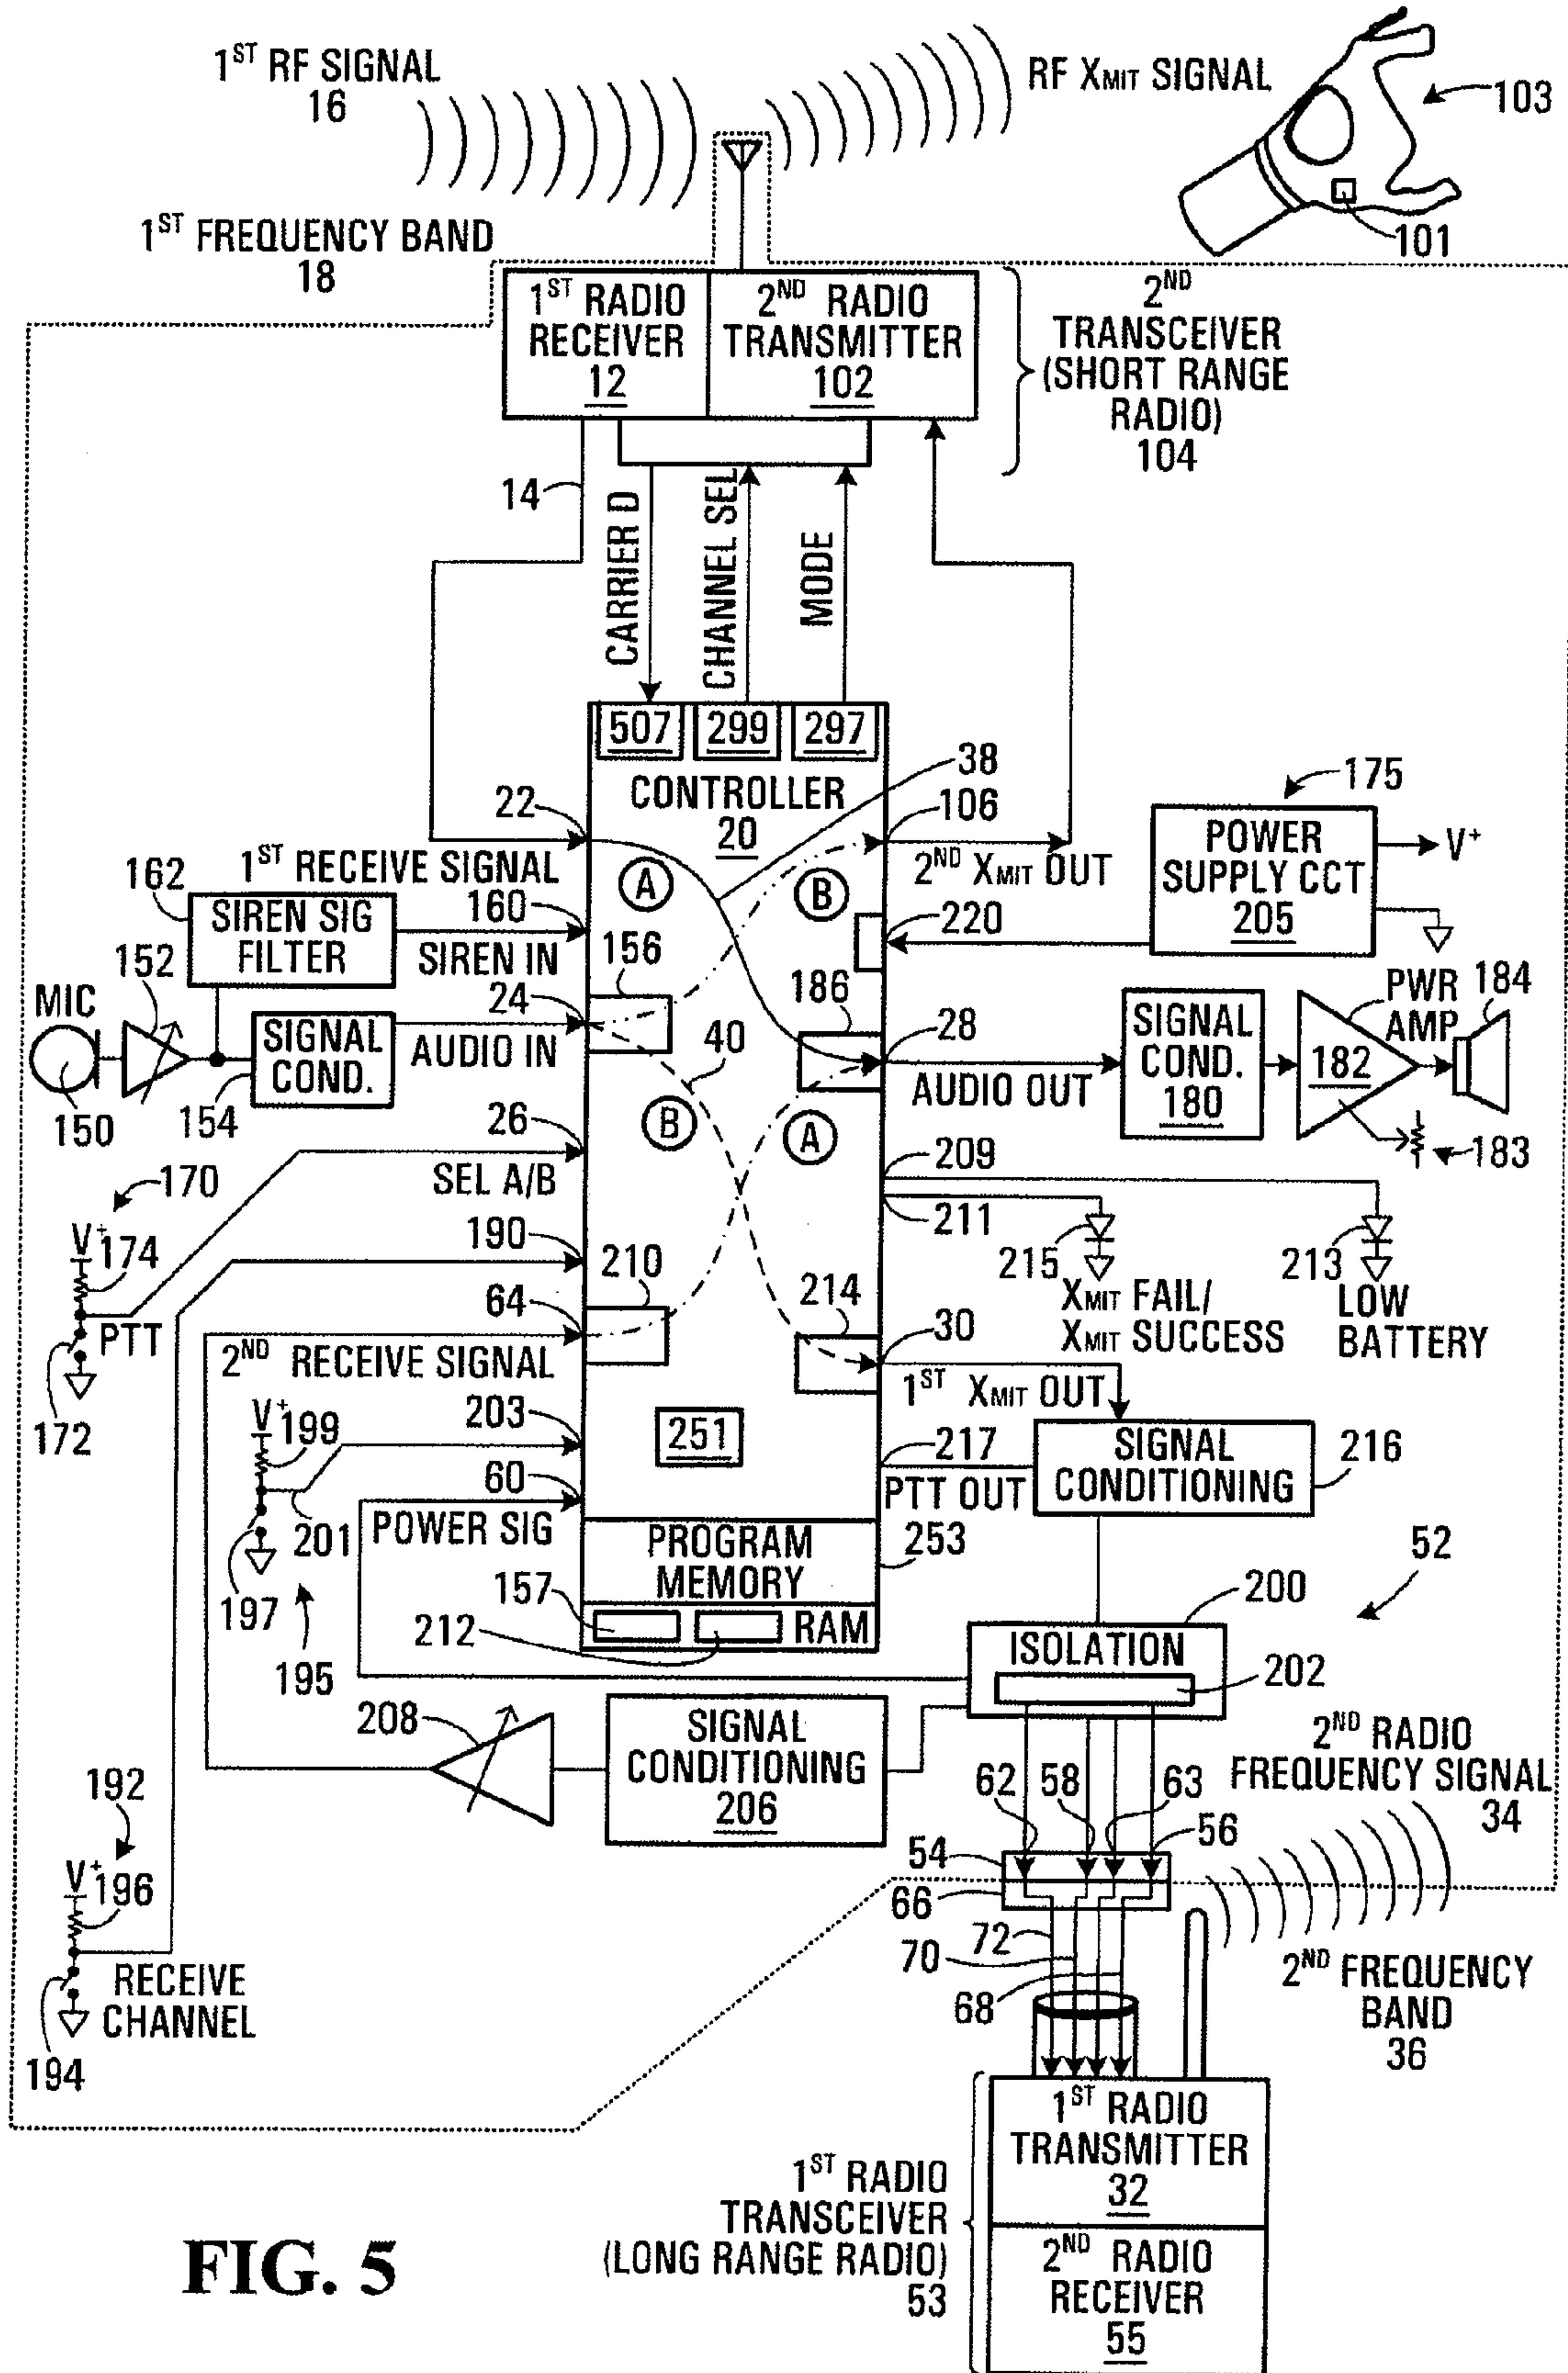 1ST RF SIGNAL
16
RF XMIT SIGNAL
103
101
1ST FREQUENCY BAND
18
1ST RADIO
RECEIVER
12
2ND RADIO
TRANSMITTER
102
2ND
TRANSCEIVER
(SHORT RANGE
RADIO)
104
14
CARRIER D
CHANNEL SEL
MODE
507
299
297
CONTROLLER
20
38
22
106
1ST RECEIVE SIGNAL
2ND XMIT OUT
175
POWER
SUPPLY CCT
205
V+
162
SIREN SIG
FILTER
160
SIREN IN
A
B
220
152
MIC
150
SIGNAL
COND.
154
24
AUDIO IN
156
186
28
AUDIO OUT
SIGNAL
COND.
180
PWR
AMP
182
184
183
40
B
A
26
SEL A/B
209
211
215
213
XMIT FAIL/
XMIT SUCCESS
LOW
BATTERY
170
V+
174
PTT
172
190
210
64
2ND RECEIVE SIGNAL
214
30
1ST XMIT OUT
V+
199
203
201
197
195
60
POWER SIG
251
217
PTT OUT
SIGNAL
CONDITIONING
216
PROGRAM
MEMORY
253
157
212
RAM
52
200
ISOLATION
202
208
SIGNAL
CONDITIONING
206
2ND RADIO
FREQUENCY SIGNAL
34
62
58
63
56
54
66
192
V+
196
RECEIVE
CHANNEL
194
72
70
68
2ND FREQUENCY
BAND
36
1ST RADIO
TRANSMITTER
32
1ST RADIO
TRANSCEIVER
(LONG RANGE RADIO)
53
2ND RADIO
RECEIVER
55
FIG. 5